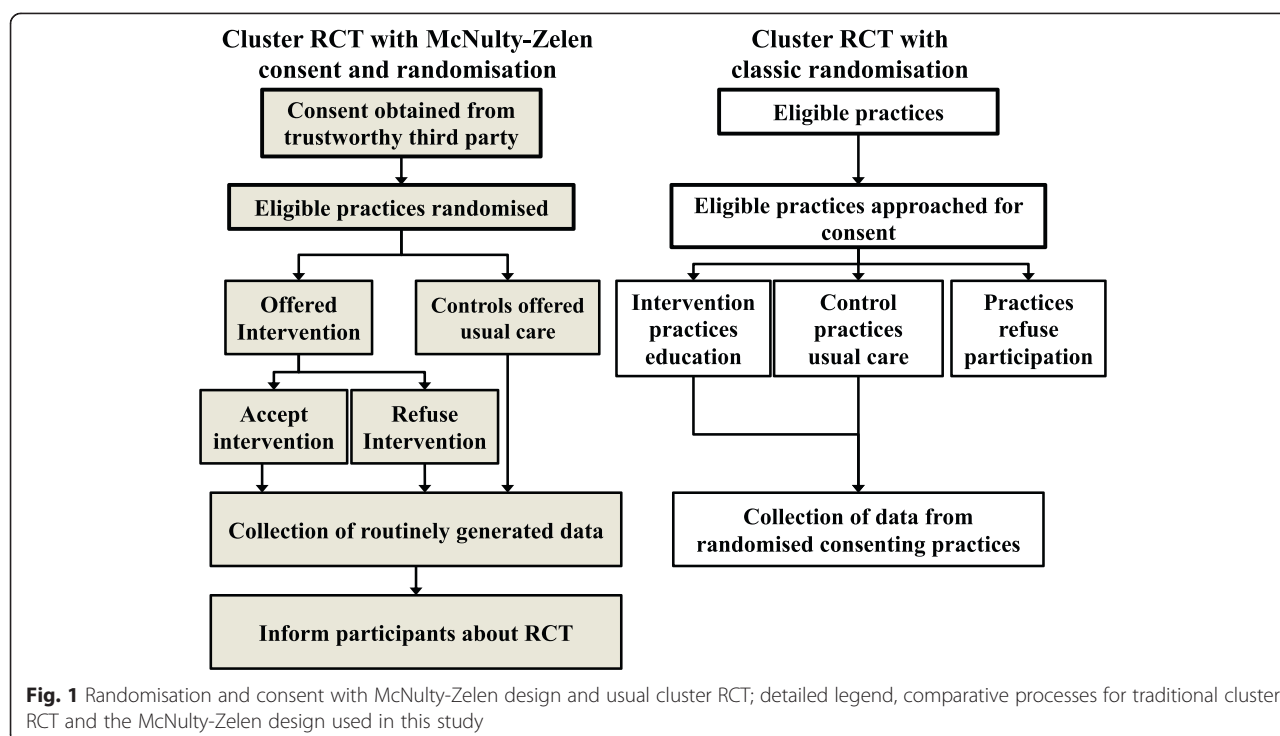 Cluster RCT with McNulty-Zelen
consent and randomisation
Consent obtained from
trustworthy third party
Eligible practices randomised
Offered
Intervention
Controls offered
usual care
Accept
intervention
Refuse
Intervention
Collection of routinely generated data
Inform participants about RCT
Cluster RCT with
classic randomisation
Eligible practices
Eligible practices approached for
consent
Intervention
practices
education
Control
practices
usual care
Practices
refuse
participation
Collection of data from
randomised consenting practices
Fig. 1 Randomisation and consent with McNulty-Zelen design and usual cluster RCT; detailed legend, comparative processes for traditional cluster
RCT and the McNulty-Zelen design used in this study